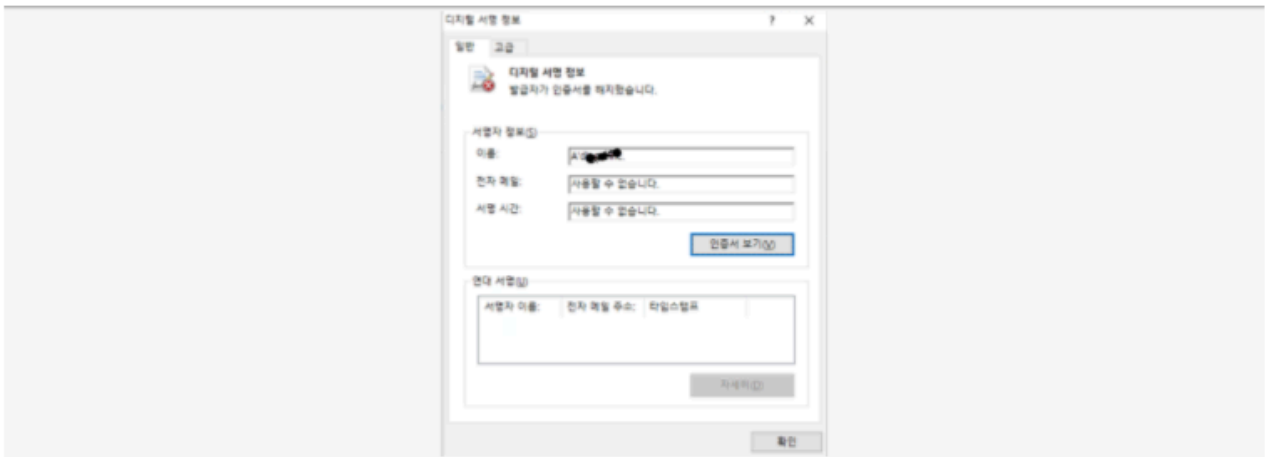 디지털 서명 정보 ? ×
일반 고급
디지털 서명 정보
발급자가 인증서를 해지했습니다.
서명자 정보(S)
이름:
전자 메일: 사용할 수 없습니다.
서명 시간: 사용할 수 없습니다.
인증서 보기(V)
연대 서명(U)
서명자 이름: 전자 메일 주소: 타임스탬프
자세히(D)
확인